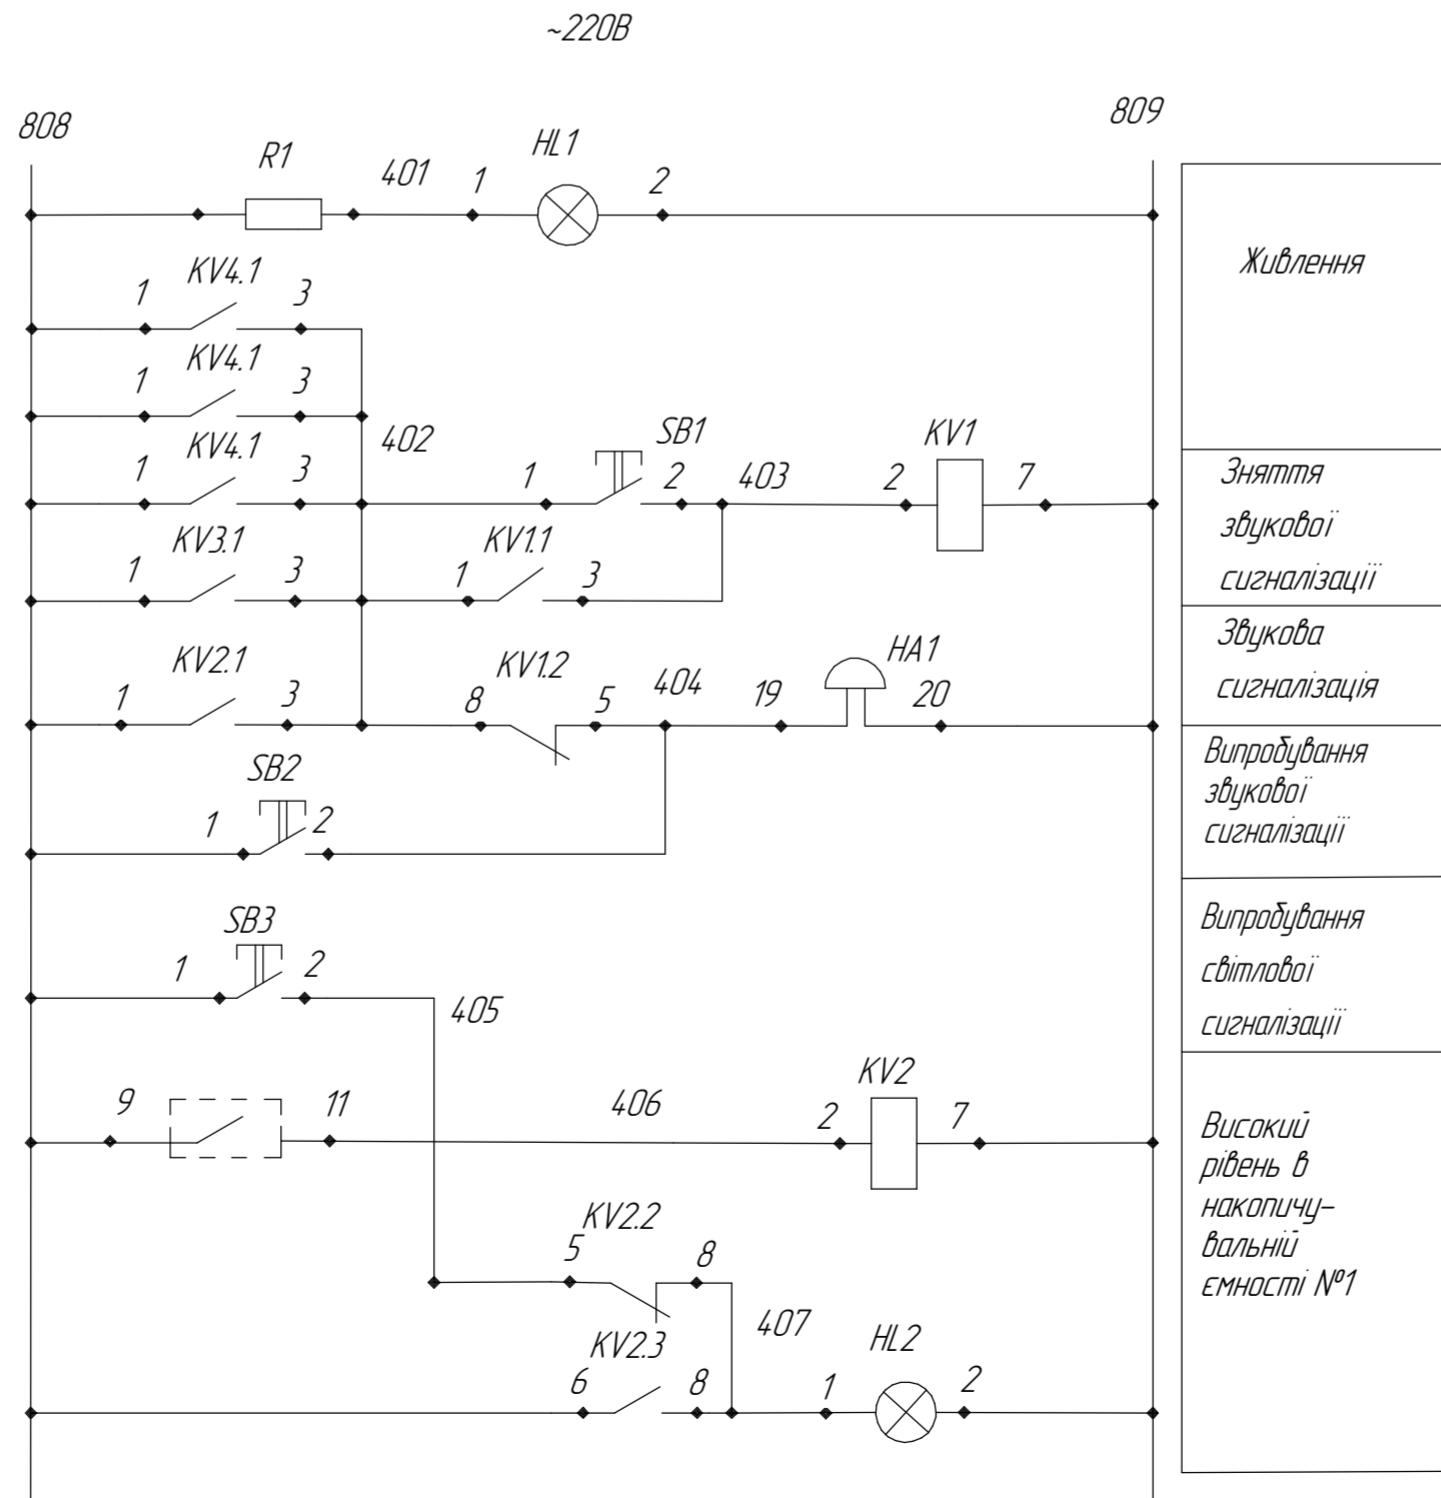 ~220В
808
809
R1
401
1
HL1
2
Живлення
1
KV4.1
3
1
KV4.1
3
402
1
KV4.1
3
1
SB1
2
403
2
KV1
7
Зняття
звукової
сигналізації
1
KV3.1
3
1
KV1.1
3
1
KV2.1
3
8
KV1.2
5
404
19
HA1
20
Звукова
сигналізація
1
SB2
2
Випробування
звукової
сигналізації
1
SB3
2
405
Випробування
світлової
сигналізації
9
11
406
2
KV2
7
Високий
рівень в
накопичу-
вальній
ємності №1
5
KV2.2
8
407
6
KV2.3
8
1
HL2
2